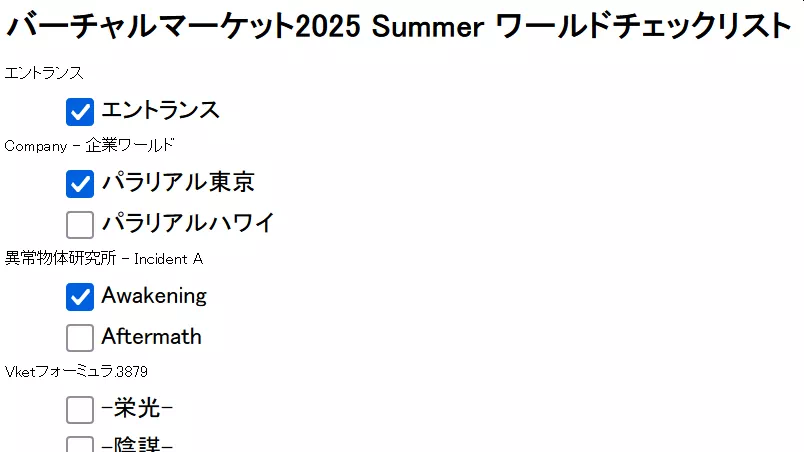 バーチャルマーケット2025 Summer ワールドチェックリスト
エントランス
エントランス
Company - 企業ワールド
パラリアル東京
パラリアルハワイ
異常物体研究所 - Incident A
Awakening
Aftermath
Vketフォーミュラ.3879
-栄光-
-陰謀-